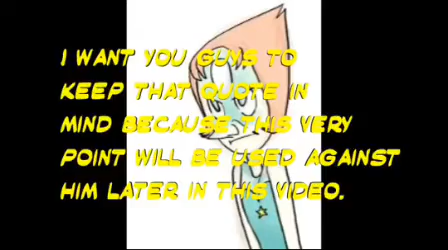 I WANT YOU GUYS TO
KEEP THAT QUOTE IN
MIND BECAUSE THIS VERY
POINT WILL BE USED AGAINST
HIM LATER IN THIS VIDEO.